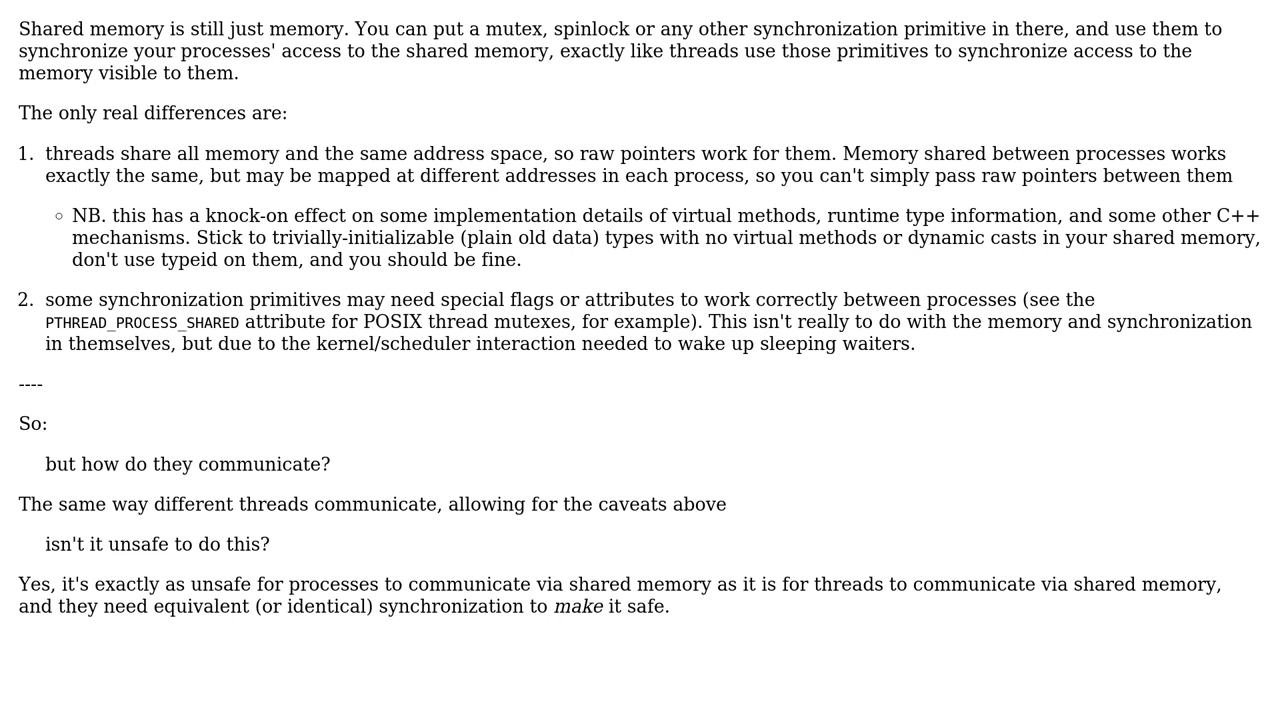 Shared memory is still just memory. You can put a mutex, spinlock or any other synchronization primitive in there, and use them to
synchronize your processes' access to the shared memory, exactly like threads use those primitives to synchronize access to the
memory visible to them.
The only real differences are:
1. threads share all memory and the same address space, so raw pointers work for them. Memory shared between processes works
exactly the same, but may be mapped at different addresses in each process, so you can't simply pass raw pointers between them
◦ NB. this has a knock-on effect on some implementation details of virtual methods, runtime type information, and some other C++
mechanisms. Stick to trivially-initializable (plain old data) types with no virtual methods or dynamic casts in your shared memory,
don't use typeid on them, and you should be fine.
2. some synchronization primitives may need special flags or attributes to work correctly between processes (see the
PTHREAD_PROCESS_SHARED attribute for POSIX thread mutexes, for example). This isn't really to do with the memory and synchronization
in themselves, but due to the kernel/scheduler interaction needed to wake up sleeping waiters.
----
So:
but how do they communicate?
The same way different threads communicate, allowing for the caveats above
isn't it unsafe to do this?
Yes, it's exactly as unsafe for processes to communicate via shared memory as it is for threads to communicate via shared memory,
and they need equivalent (or identical) synchronization to make it safe.